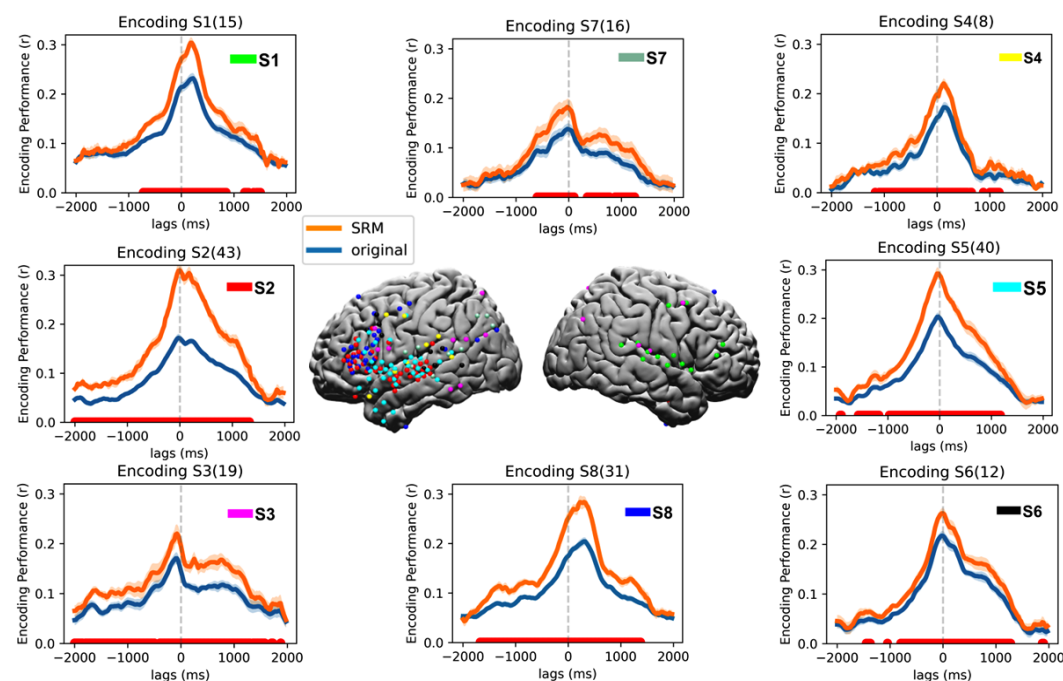 Encoding S1(15)
Encoding Performance (r)
0.3
0.2
0.1
0.0
S1
−2000 −1000 0 1000 2000
lags (ms)
Encoding S7(16)
Encoding Performance (r)
0.3
0.2
0.1
0.0
S7
−2000 −1000 0 1000 2000
lags (ms)
Encoding S4(8)
Encoding Performance (r)
0.3
0.2
0.1
0.0
S4
−2000 −1000 0 1000 2000
lags (ms)
SRM
original
Encoding S2(43)
Encoding Performance (r)
0.3
0.2
0.1
0.0
S2
−2000 −1000 0 1000 2000
lags (ms)
Encoding S5(40)
Encoding Performance (r)
0.3
0.2
0.1
0.0
S5
−2000 −1000 0 1000 2000
lags (ms)
Encoding S3(19)
Encoding Performance (r)
0.3
0.2
0.1
0.0
S3
−2000 −1000 0 1000 2000
lags (ms)
Encoding S8(31)
Encoding Performance (r)
0.3
0.2
0.1
0.0
S8
−2000 −1000 0 1000 2000
lags (ms)
Encoding S6(12)
Encoding Performance (r)
0.3
0.2
0.1
0.0
S6
−2000 −1000 0 1000 2000
lags (ms)